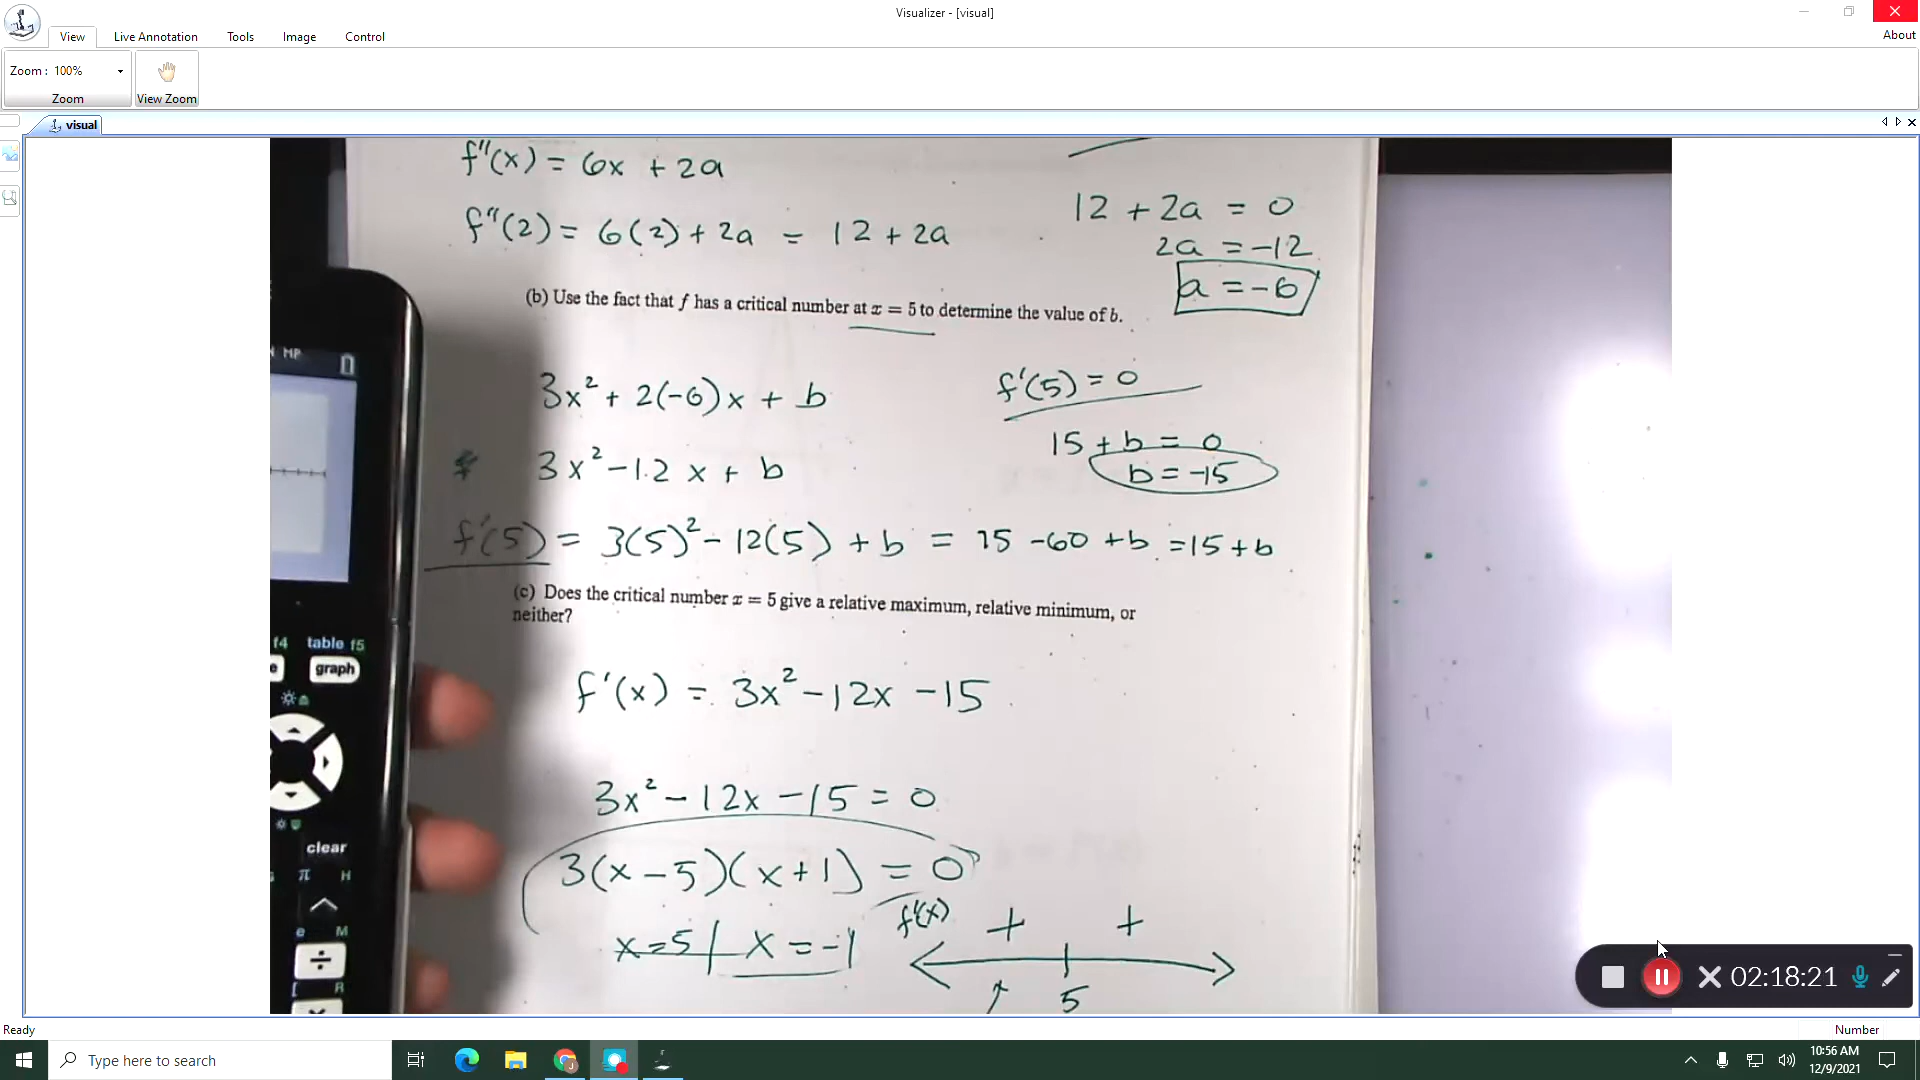 Visualizer - [visual]
View Live Annotation Tools Image Control About
Zoom : 100%
Zoom View Zoom
visual
f''(x) = 6x + 2a
f''(2) = 6(2) + 2a = 12 + 2a
12 + 2a = 0
2a = -12
a = -6
(b) Use the fact that f has a critical number at x = 5 to determine the value of b.
3x² + 2(-6)x + b
f'(5) = 0
15 + b = 0
b = -15
3x² - 12x + b
f'(5) = 3(5)² - 12(5) + b = 75 - 60 + b = 15 + b
(c) Does the critical number x = 5 give a relative maximum, relative minimum, or
neither?
f'(x) = 3x² - 12x - 15
3x² - 12x - 15 = 0
3(x - 5)(x + 1) = 0
x = 5 | x = -1
f'(x) + +
5
MP
f4 table f5
graph
clear
π H
e M
÷
[ R
02:18:21
Ready Number
Type here to search
10:56 AM
12/9/2021